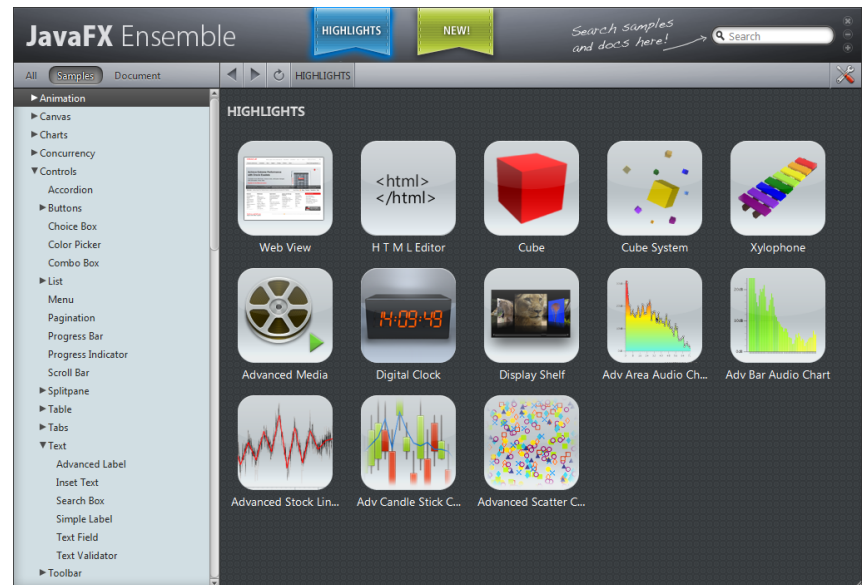 JavaFX Ensemble
HIGHLIGHTS
NEW!
Search samples
and docs here!
Search
All
Samples
Document
HIGHLIGHTS
Animation
Canvas
Charts
Concurrency
Controls
Accordion
Buttons
Choice Box
Color Picker
Combo Box
List
Menu
Pagination
Progress Bar
Progress Indicator
Scroll Bar
Splitpane
Table
Tabs
Text
Advanced Label
Inset Text
Search Box
Simple Label
Text Field
Text Validator
Toolbar
HIGHLIGHTS
<html>
</html>
Web View
H T M L Editor
Cube
Cube System
Xylophone
14:09:49
Advanced Media
Digital Clock
Display Shelf
Adv Area Audio Ch...
Adv Bar Audio Chart
Advanced Stock Lin...
Adv Candle Stick C...
Advanced Scatter C...